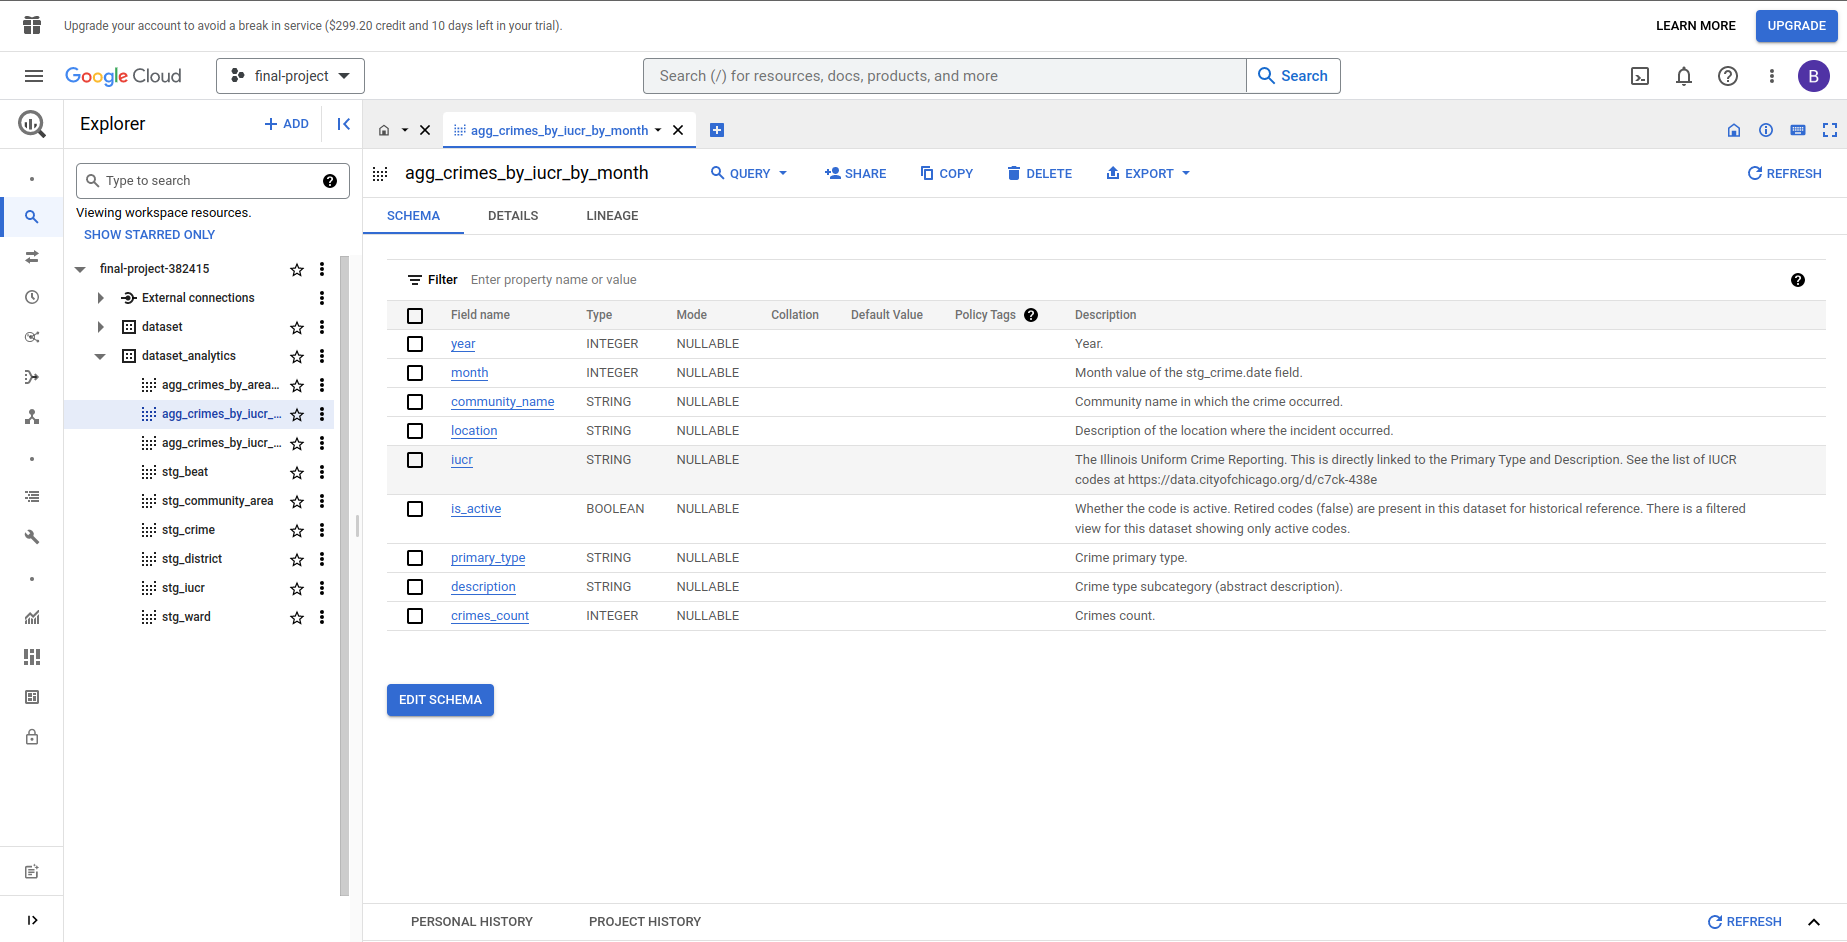 Upgrade your account to avoid a break in service ($299.20 credit and 10 days left in your trial).
LEARN MORE
UPGRADE
Google Cloud
final-project
Search (/) for resources, docs, products, and more
Search
B
Explorer
ADD
Type to search
Viewing workspace resources.
SHOW STARRED ONLY
final-project-382415
External connections
dataset
dataset_analytics
agg_crimes_by_area...
agg_crimes_by_iucr_...
agg_crimes_by_iucr_...
stg_beat
stg_community_area
stg_crime
stg_district
stg_iucr
stg_ward
agg_crimes_by_iucr_by_month
agg_crimes_by_iucr_by_month
QUERY
SHARE
COPY
DELETE
EXPORT
REFRESH
SCHEMA
DETAILS
LINEAGE
Filter Enter property name or value
Field name Type Mode Collation Default Value Policy Tags Description
year INTEGER NULLABLE Year.
month INTEGER NULLABLE Month value of the stg_crime.date field.
community_name STRING NULLABLE Community name in which the crime occurred.
location STRING NULLABLE Description of the location where the incident occurred.
iucr STRING NULLABLE The Illinois Uniform Crime Reporting. This is directly linked to the Primary Type and Description. See the list of IUCR
codes at https://data.cityofchicago.org/d/c7ck-438e
is_active BOOLEAN NULLABLE Whether the code is active. Retired codes (false) are present in this dataset for historical reference. There is a filtered
view for this dataset showing only active codes.
primary_type STRING NULLABLE Crime primary type.
description STRING NULLABLE Crime type subcategory (abstract description).
crimes_count INTEGER NULLABLE Crimes count.
EDIT SCHEMA
PERSONAL HISTORY
PROJECT HISTORY
REFRESH